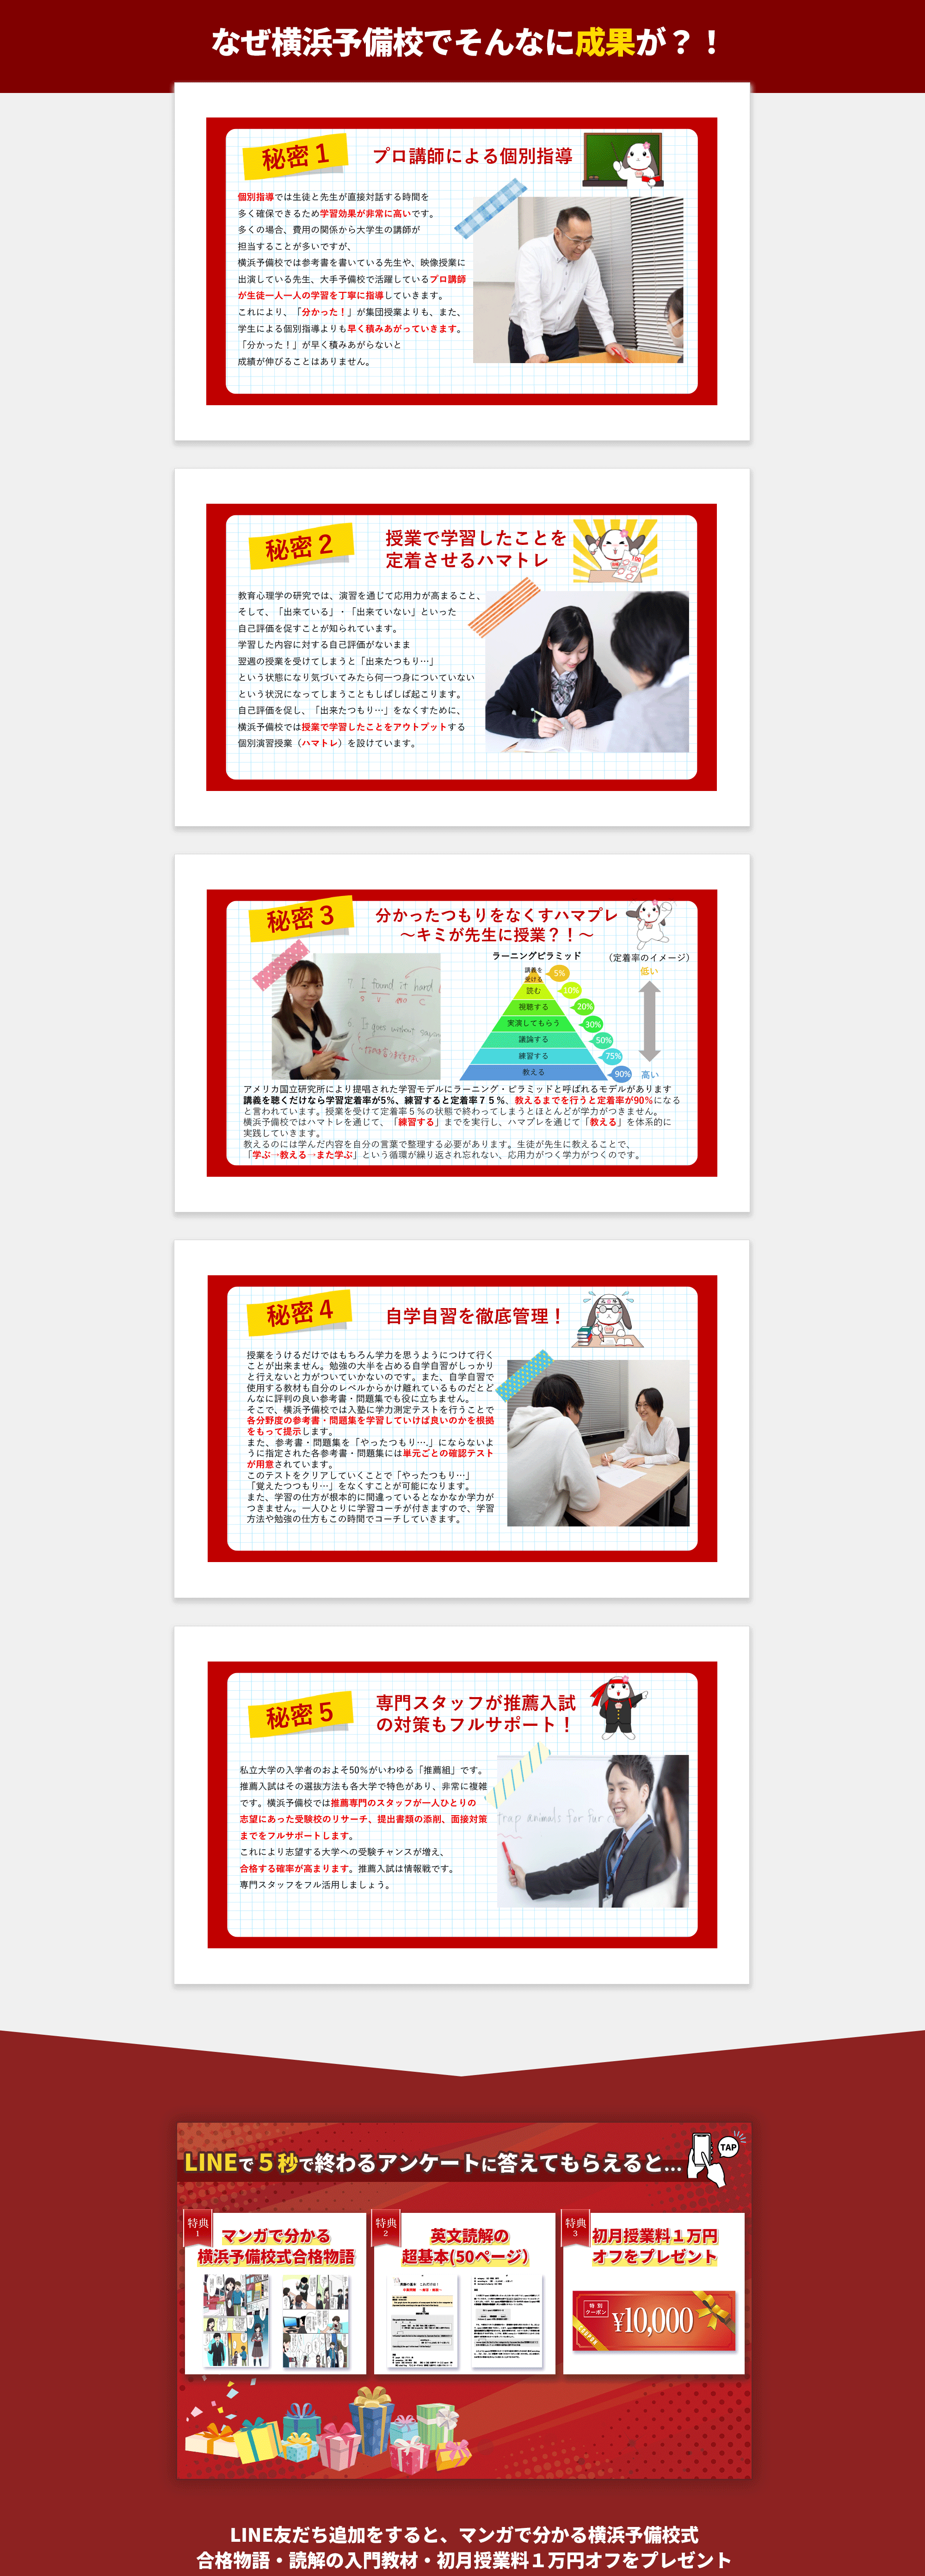 なぜ横浜予備校でそんなに成果が？！
秘密１
プロ講師による個別指導
個別指導では生徒と先生が直接対話する時間を
多く確保できるため学習効果が非常に高いです。
多くの場合、費用の関係から大学生の講師が
担当することが多いですが、
横浜予備校では参考書を書いている先生や、映像授業に
出演している先生、大手予備校で活躍しているプロ講師
が生徒一人一人の学習を丁寧に指導していきます。
これにより、「分かった！」が集団授業よりも、また、
学生による個別指導よりも早く積みあがっていきます。
「分かった！」が早く積みあがらないと
成績が伸びることはありません。
秘密２
授業で学習したことを
定着させるハマトレ
100
教育心理学の研究では、演習を通じて応用力が高まること、
そして、「出来ている」・「出来ていない」といった
自己評価を促すことが知られています。
学習した内容に対する自己評価がないまま
翌週の授業を受けてしまうと「出来たつもり…」
という状態になり気づいてみたら何一つ身についていない
という状況になってしまうこともしばしば起こります。
自己評価を促し、「出来たつもり…」をなくすために、
横浜予備校では授業で学習したことをアウトプットする
個別演習授業（ハマトレ）を設けています。
秘密３
分かったつもりをなくすハマプレ
～キミが先生に授業？！～
ラーニングピラミッド
（定着率のイメージ）
低い
講義を
受ける
5%
読む
10%
視聴する
20%
実演してもらう
30%
議論する
50%
練習する
75%
教える
90%
高い
7. I found it hard
アメリカ国立研究所により提唱された学習モデルにラーニング・ピラミッドと呼ばれるモデルがあります
講義を聴くだけなら学習定着率が5%、練習すると定着率７５％、教えるまでを行うと定着率が90%になる
と言われています。授業を受けて定着率５％の状態で終わってしまうとほとんどが学力がつきません。
横浜予備校ではハマトレを通じて、「練習する」までを実行し、ハマプレを通じて「教える」を体系的に
実践していきます。
教えるのには学んだ内容を自分の言葉で整理する必要があります。生徒が先生に教えることで、
「学ぶ→教える→また学ぶ」という循環が繰り返され忘れない、応用力がつく学力がつくのです。
秘密４
自学自習を徹底管理！
授業をうけるだけではもちろん学力を思うようにつけて行く
ことが出来ません。勉強の大半を占める自学自習がしっかり
と行えないと力がついていかないのです。また、自学自習で
使用する教材も自分のレベルからかけ離れているものだとど
んなに評判の良い参考書・問題集でも役に立ちません。
そこで、横浜予備校では入塾に学力測定テストを行うことで
各分野度の参考書・問題集を学習していけば良いのかを根拠
をもって提示します。
また、参考書・問題集を「やったつもり…」にならないよ
うに指定された各参考書・問題集には単元ごとの確認テスト
が用意されています。
このテストをクリアしていくことで「やったつもり…」
「覚えたつつもり…」をなくすことが可能になります。
また、学習の仕方が根本的に間違っているとなかなか学力が
つきません。一人ひとりに学習コーチが付きますので、学習
方法や勉強の仕方もこの時間でコーチしていきます。
秘密５
専門スタッフが推薦入試
の対策もフルサポート！
私立大学の入学者のおよそ50%がいわゆる「推薦組」です。
推薦入試はその選抜方法も各大学で特色があり、非常に複雑
です。横浜予備校では推薦専門のスタッフが一人ひとりの
志望にあった受験校のリサーチ、提出書類の添削、面接対策
までをフルサポートします。
これにより志望する大学への受験チャンスが増え、
合格する確率が高まります。推薦入試は情報戦です。
専門スタッフをフル活用しましょう。
trap animals for fur
LINEで５秒で終わるアンケートに答えてもらえると...
TAP
特典
1
マンガで分かる
横浜予備校式合格物語
特典
2
英文読解の
超基本(50ページ)
特典
3
初月授業料１万円
オフをプレゼント
特別
クーポン
¥10,000
LINE友だち追加をすると、マンガで分かる横浜予備校式
合格物語・読解の入門教材・初月授業料１万円オフをプレゼント